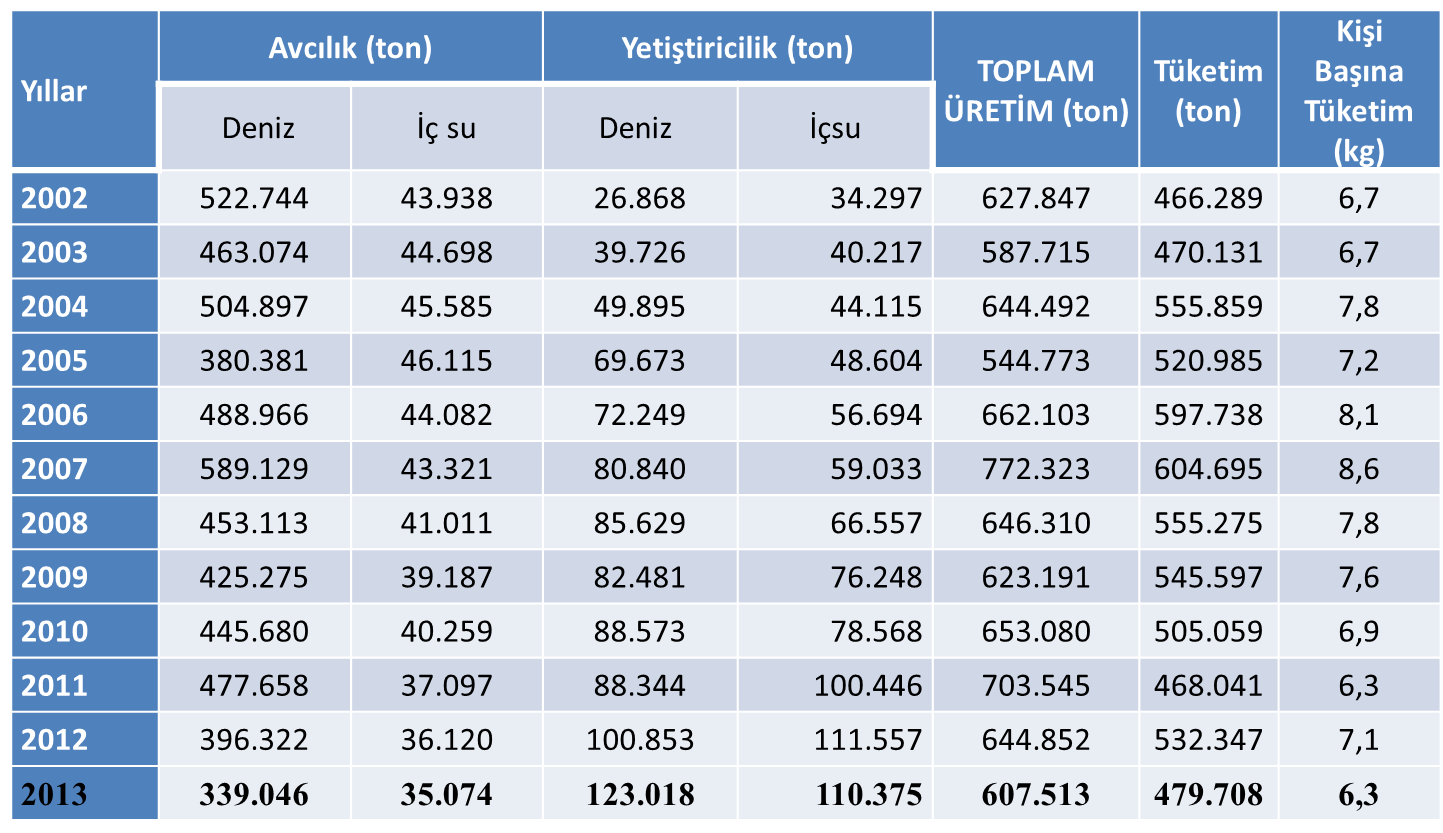 Yıllar Avcılık (ton) Yetiştiricilik (ton) TOPLAM ÜRETİM (ton) Tüketim (ton) Kişi Başına Tüketim (kg)
Deniz İç su Deniz İçsu
2002 522.744 43.938 26.868 34.297 627.847 466.289 6,7
2003 463.074 44.698 39.726 40.217 587.715 470.131 6,7
2004 504.897 45.585 49.895 44.115 644.492 555.859 7,8
2005 380.381 46.115 69.673 48.604 544.773 520.985 7,2
2006 488.966 44.082 72.249 56.694 662.103 597.738 8,1
2007 589.129 43.321 80.840 59.033 772.323 604.695 8,6
2008 453.113 41.011 85.629 66.557 646.310 555.275 7,8
2009 425.275 39.187 82.481 76.248 623.191 545.597 7,6
2010 445.680 40.259 88.573 78.568 653.080 505.059 6,9
2011 477.658 37.097 88.344 100.446 703.545 468.041 6,3
2012 396.322 36.120 100.853 111.557 644.852 532.347 7,1
2013 339.046 35.074 123.018 110.375 607.513 479.708 6,3